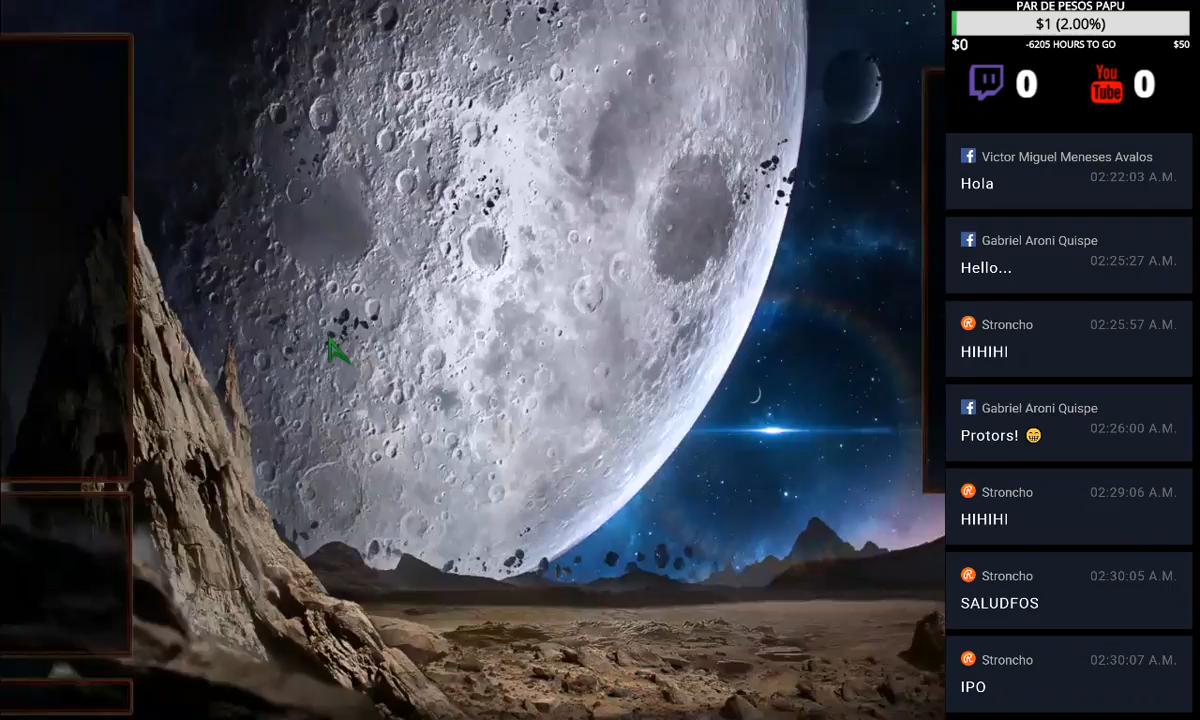 PAR DE PESOS PAPU
$1 (2.00%)
$0 -6205 HOURS TO GO $50
0 You Tube 0
Victor Miguel Meneses Avalos
Hola 02:22:03 A.M.
Gabriel Aroni Quispe
Hello... 02:25:27 A.M.
Stroncho 02:25:57 A.M.
HIHIHI
Gabriel Aroni Quispe
Protors! 😁 02:26:00 A.M.
Stroncho 02:29:06 A.M.
HIHIHI
Stroncho 02:30:05 A.M.
SALUDFOS
Stroncho 02:30:07 A.M.
IPO